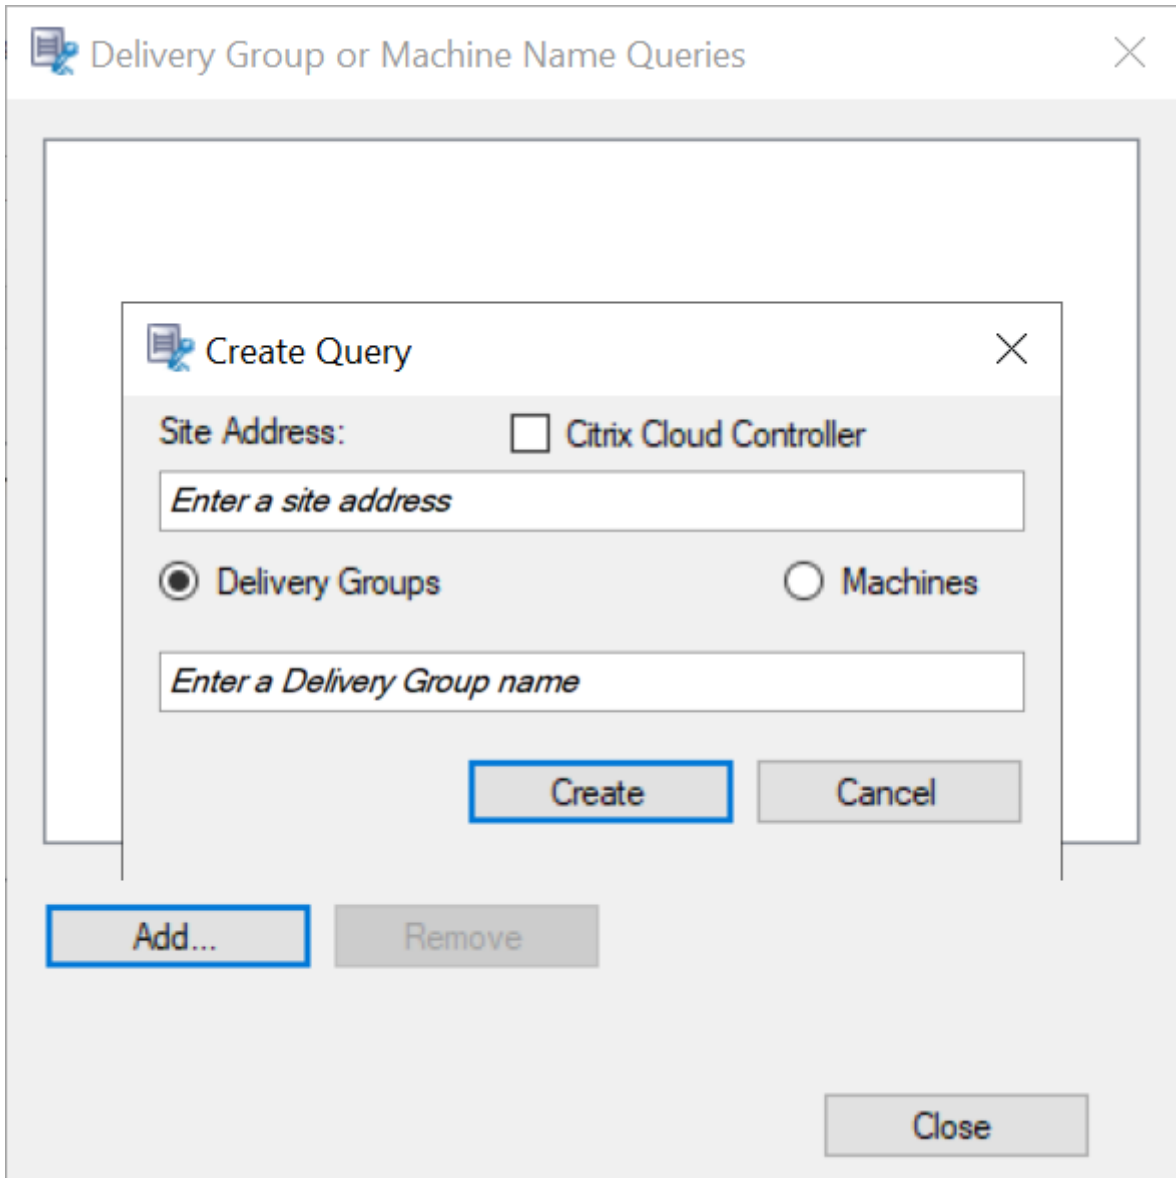 Delivery Group or Machine Name Queries
Create Query
Site Address: Citrix Cloud Controller
Enter a site address
Delivery Groups Machines
Enter a Delivery Group name
Create Cancel
Add... Remove
Close